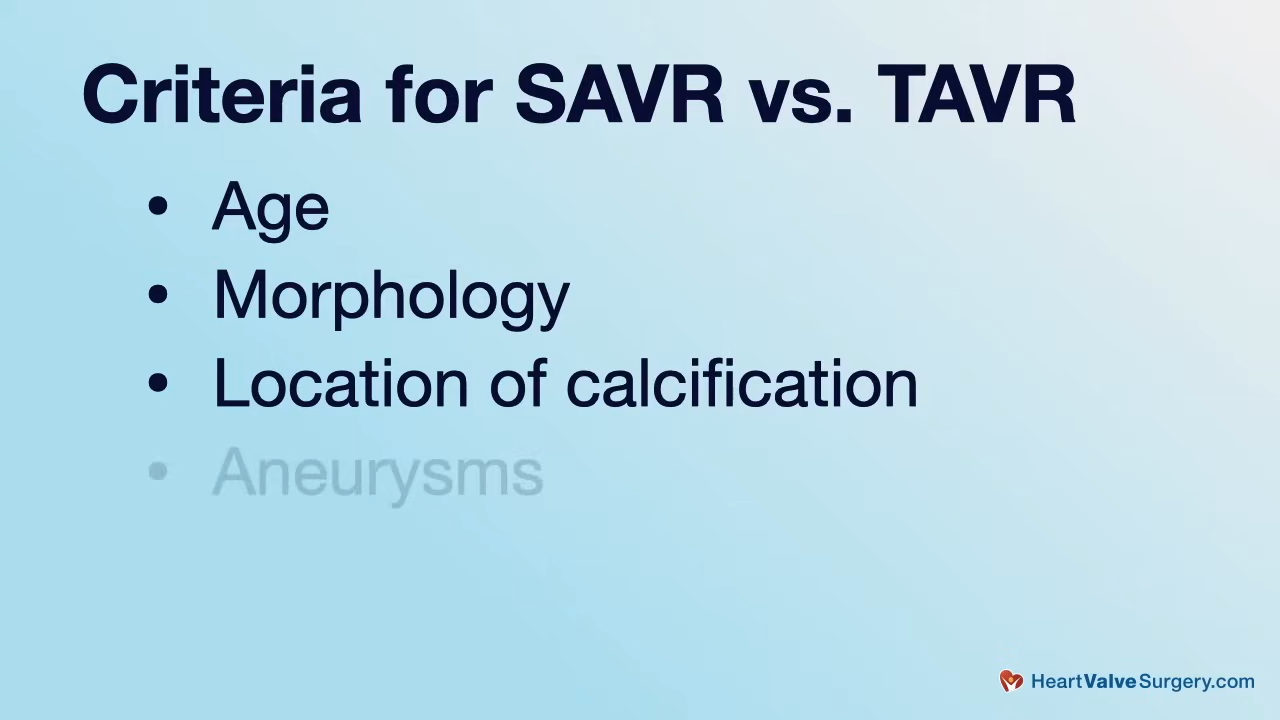 Criteria for SAVR vs. TAVR
• Age
• Morphology
• Location of calcification
• Aneurysms
HeartValveSurgery.com